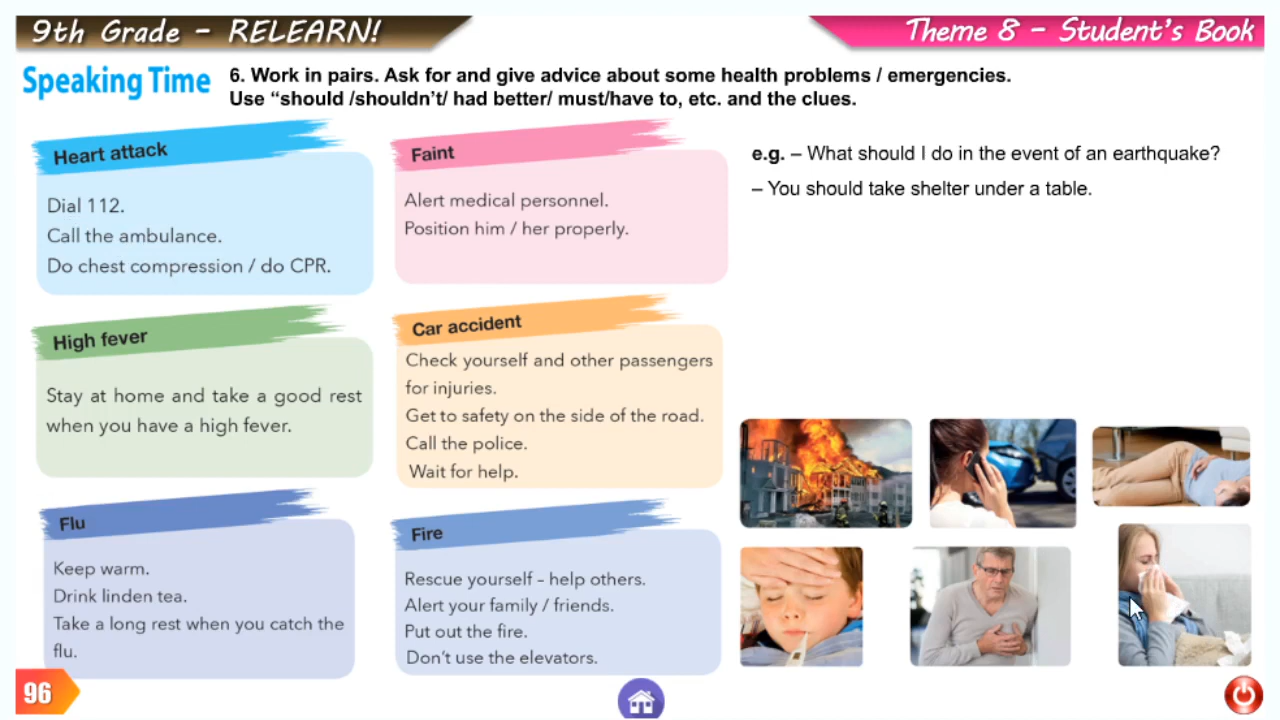 9th Grade - RELEARN!
Theme 8 - Student's Book
Speaking Time
6. Work in pairs. Ask for and give advice about some health problems / emergencies.
Use “should /shouldn’t/ had better/ must/have to, etc. and the clues.
Heart attack
Dial 112.
Call the ambulance.
Do chest compression / do CPR.
Faint
Alert medical personnel.
Position him / her properly.
e.g. – What should I do in the event of an earthquake?
– You should take shelter under a table.
High fever
Stay at home and take a good rest
when you have a high fever.
Car accident
Check yourself and other passengers
for injuries.
Get to safety on the side of the road.
Call the police.
Wait for help.
Flu
Keep warm.
Drink linden tea.
Take a long rest when you catch the
flu.
Fire
Rescue yourself – help others.
Alert your family / friends.
Put out the fire.
Don’t use the elevators.
96